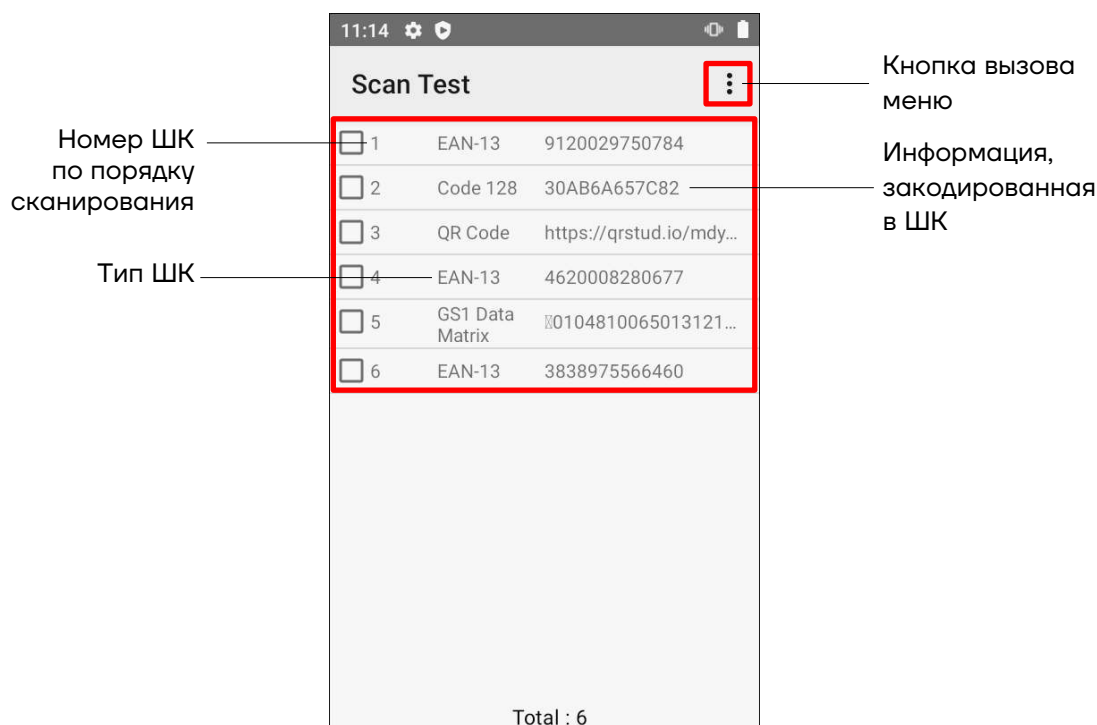 11:14
Scan Test
Кнопка вызова
меню
Номер ШК
по порядку
сканирования
1 EAN-13 9120029750784
Информация,
закодированная
в ШК
2 Code 128 30AB6A657C82
3 QR Code https://qrstud.io/mdy...
Тип ШК
4 EAN-13 4620008280677
5 GS1 Data
Matrix 0104810065013121...
6 EAN-13 3838975566460
Total : 6